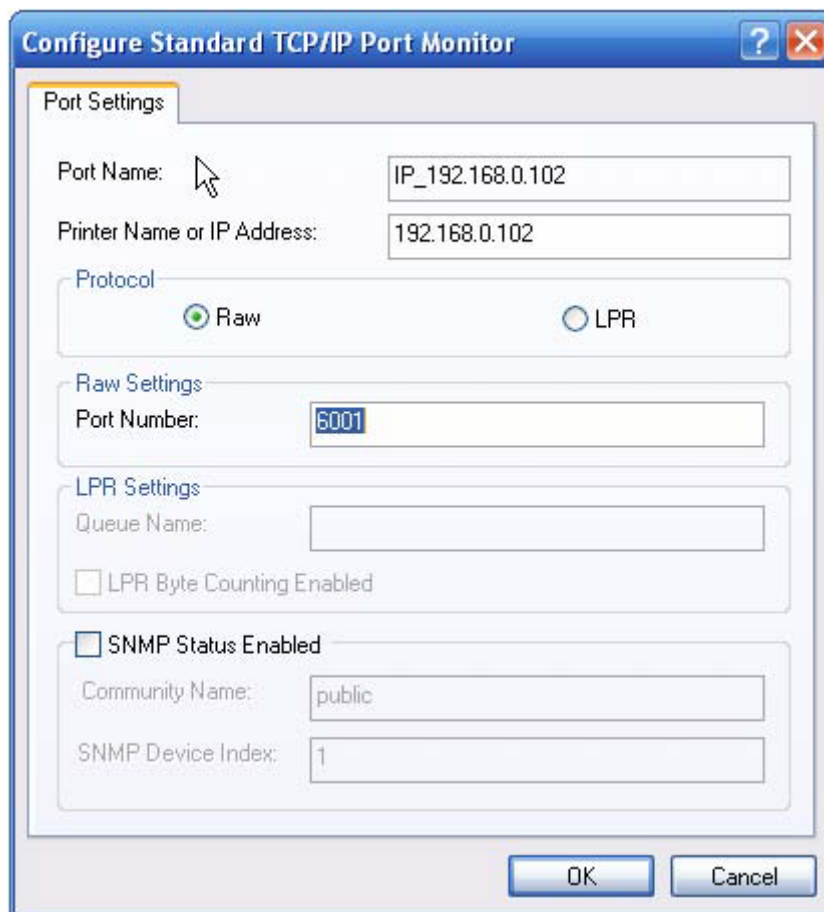 Configure Standard TCP/IP Port Monitor
Port Settings
Port Name: IP_192.168.0.102
Printer Name or IP Address: 192.168.0.102
Protocol
Raw LPR
Raw Settings
Port Number: 6001
LPR Settings
Queue Name:
LPR Byte Counting Enabled
SNMP Status Enabled
Community Name: public
SNMP Device Index: 1
OK Cancel